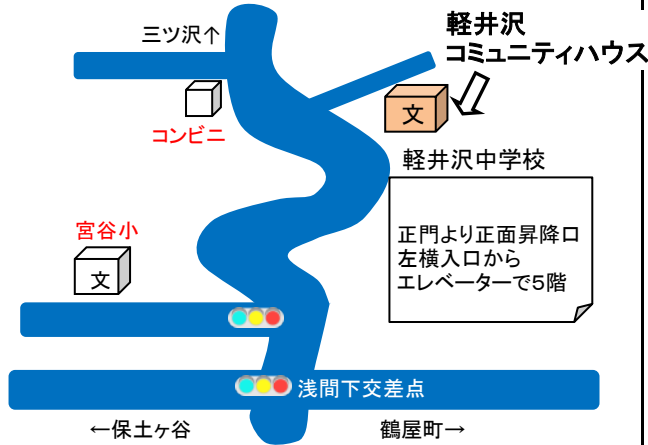 三ツ沢↑
軽井沢
コミュニティハウス
コンビニ
文
軽井沢中学校
正門より正面昇降口
左横入口から
エレベーターで5階
宮谷小
文
浅間下交差点
←保土ヶ谷
鶴屋町→